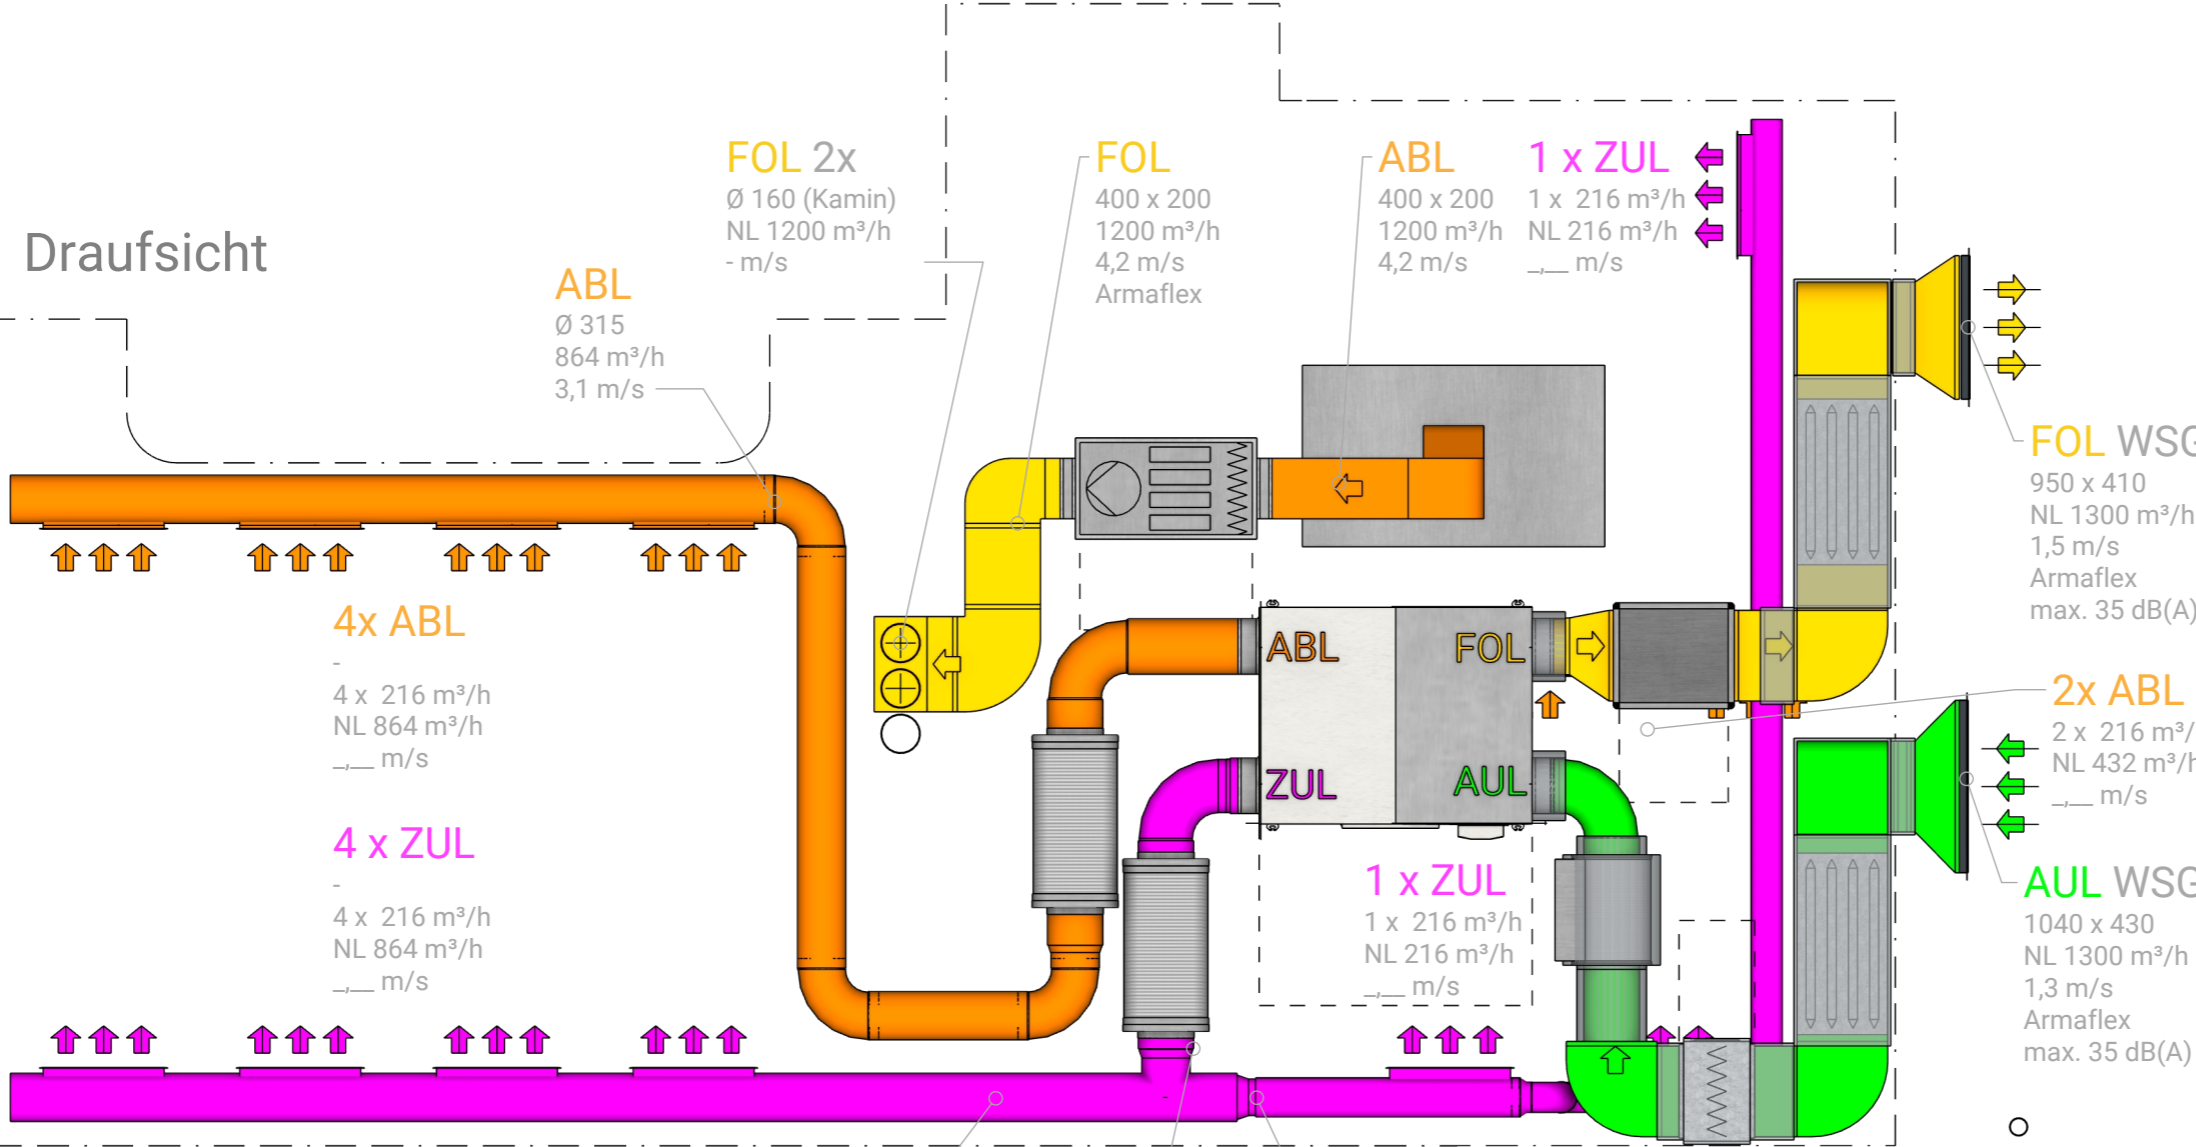 Draufsicht
ABL
Ø 315
864 m³/h
3,1 m/s
FOL 2x
Ø 160 (Kamin)
NL 1200 m³/h
- m/s
FOL
400 x 200
1200 m³/h
4,2 m/s
Armaflex
ABL
400 x 200
1200 m³/h
4,2 m/s
1 x ZUL
1 x 216 m³/h
NL 216 m³/h
_,__ m/s
FOL WSG
950 x 410
NL 1300 m³/h
1,5 m/s
Armaflex
max. 35 dB(A)
4x ABL
-
4 x 216 m³/h
NL 864 m³/h
_,__ m/s
ABL
FOL
ZUL
AUL
2x ABL
2 x 216 m³/
NL 432 m³/h
_,__ m/s
4 x ZUL
-
4 x 216 m³/h
NL 864 m³/h
_,__ m/s
1 x ZUL
1 x 216 m³/h
NL 216 m³/h
_,__ m/s
AUL WSG
1040 x 430
NL 1300 m³/h
1,3 m/s
Armaflex
max. 35 dB(A)